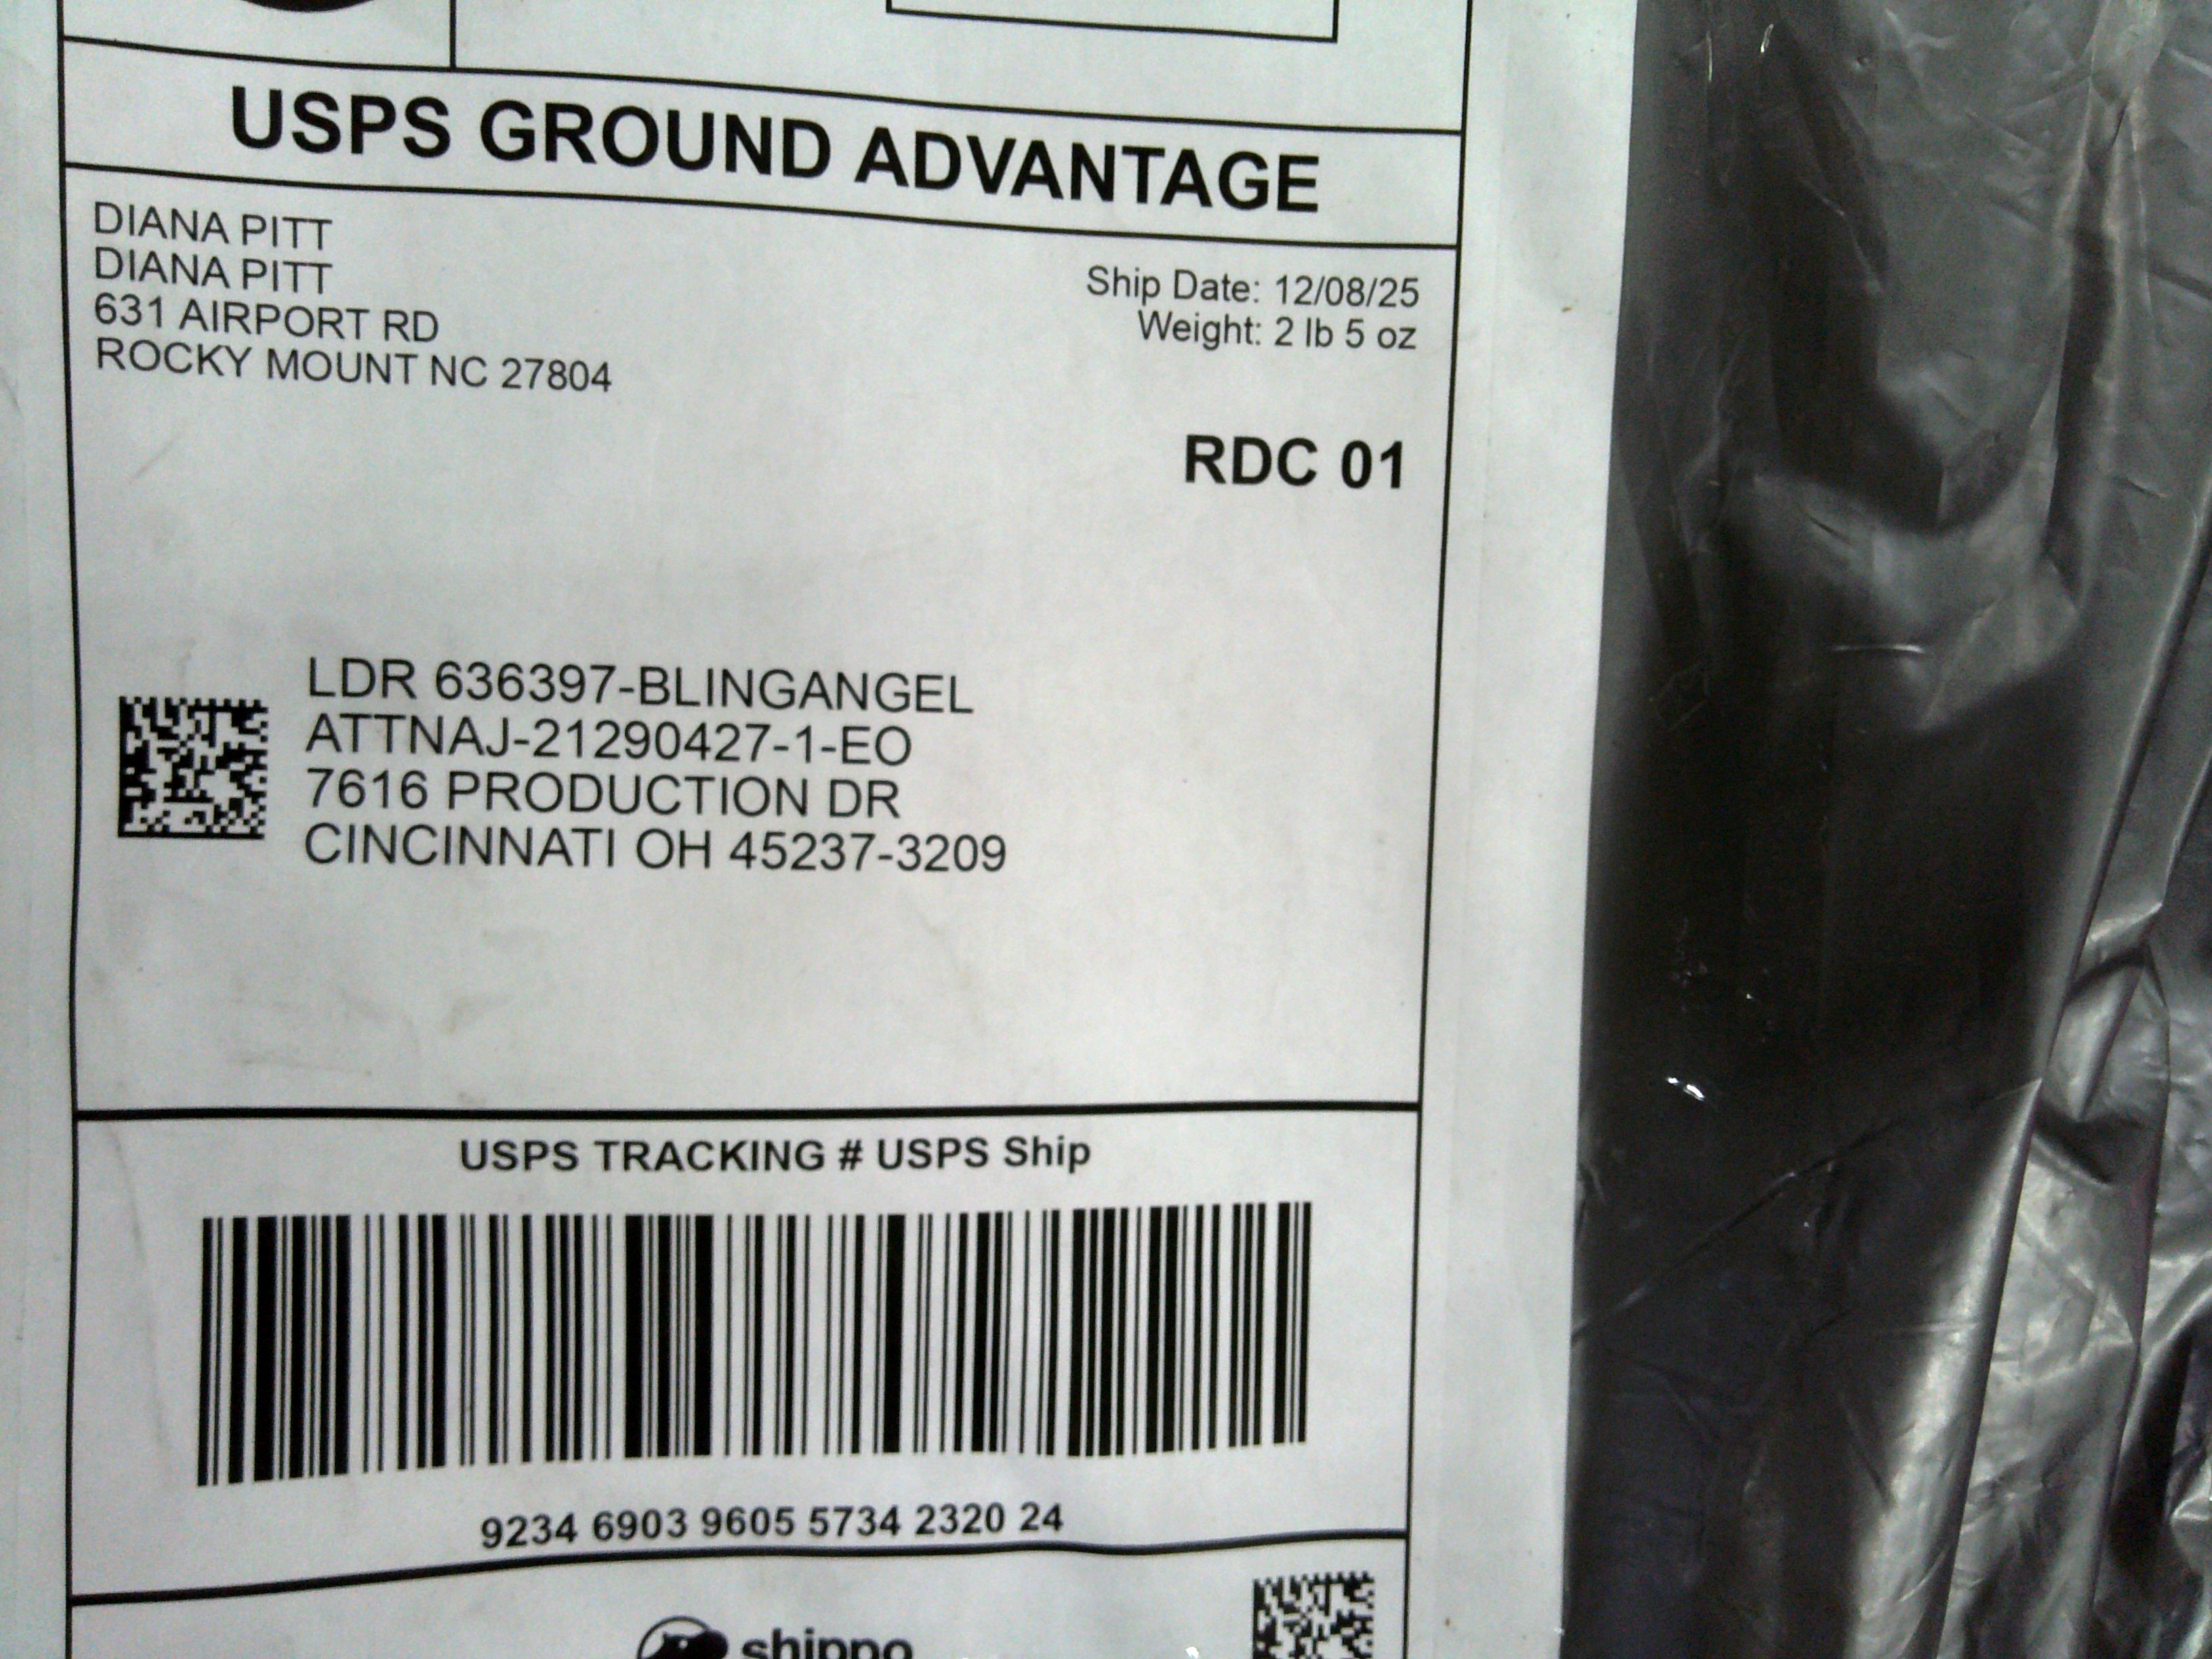 USPS GROUND ADVANTAGE
DIANA PITT
DIANA PITT
631 AIRPORT RD
ROCKY MOUNT NC 27804
Ship Date: 12/08/25
Weight: 2 lb 5 oz
RDC 01
LDR 636397-BLINGANGEL
ATTNAJ-21290427-1-EO
7616 PRODUCTION DR
CINCINNATI OH 45237-3209
USPS TRACKING # USPS Ship
9234 6903 9605 5734 2320 24
shippo